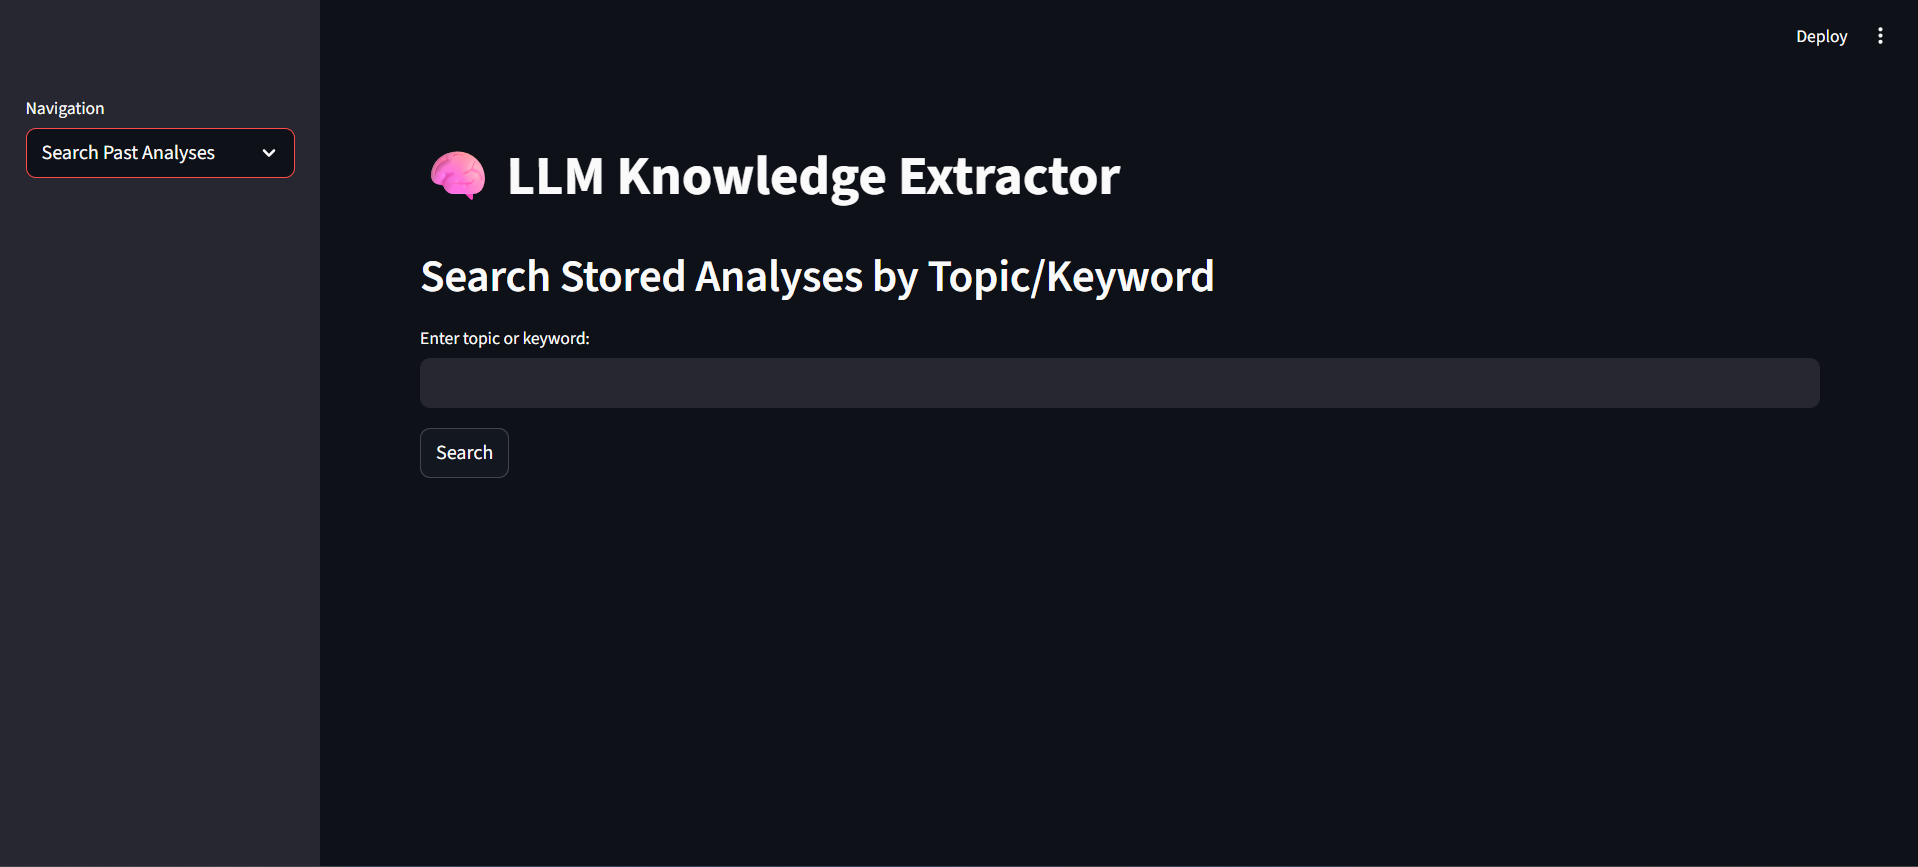 Deploy
Navigation
Search Past Analyses
LLM Knowledge Extractor
Search Stored Analyses by Topic/Keyword
Enter topic or keyword:
Search